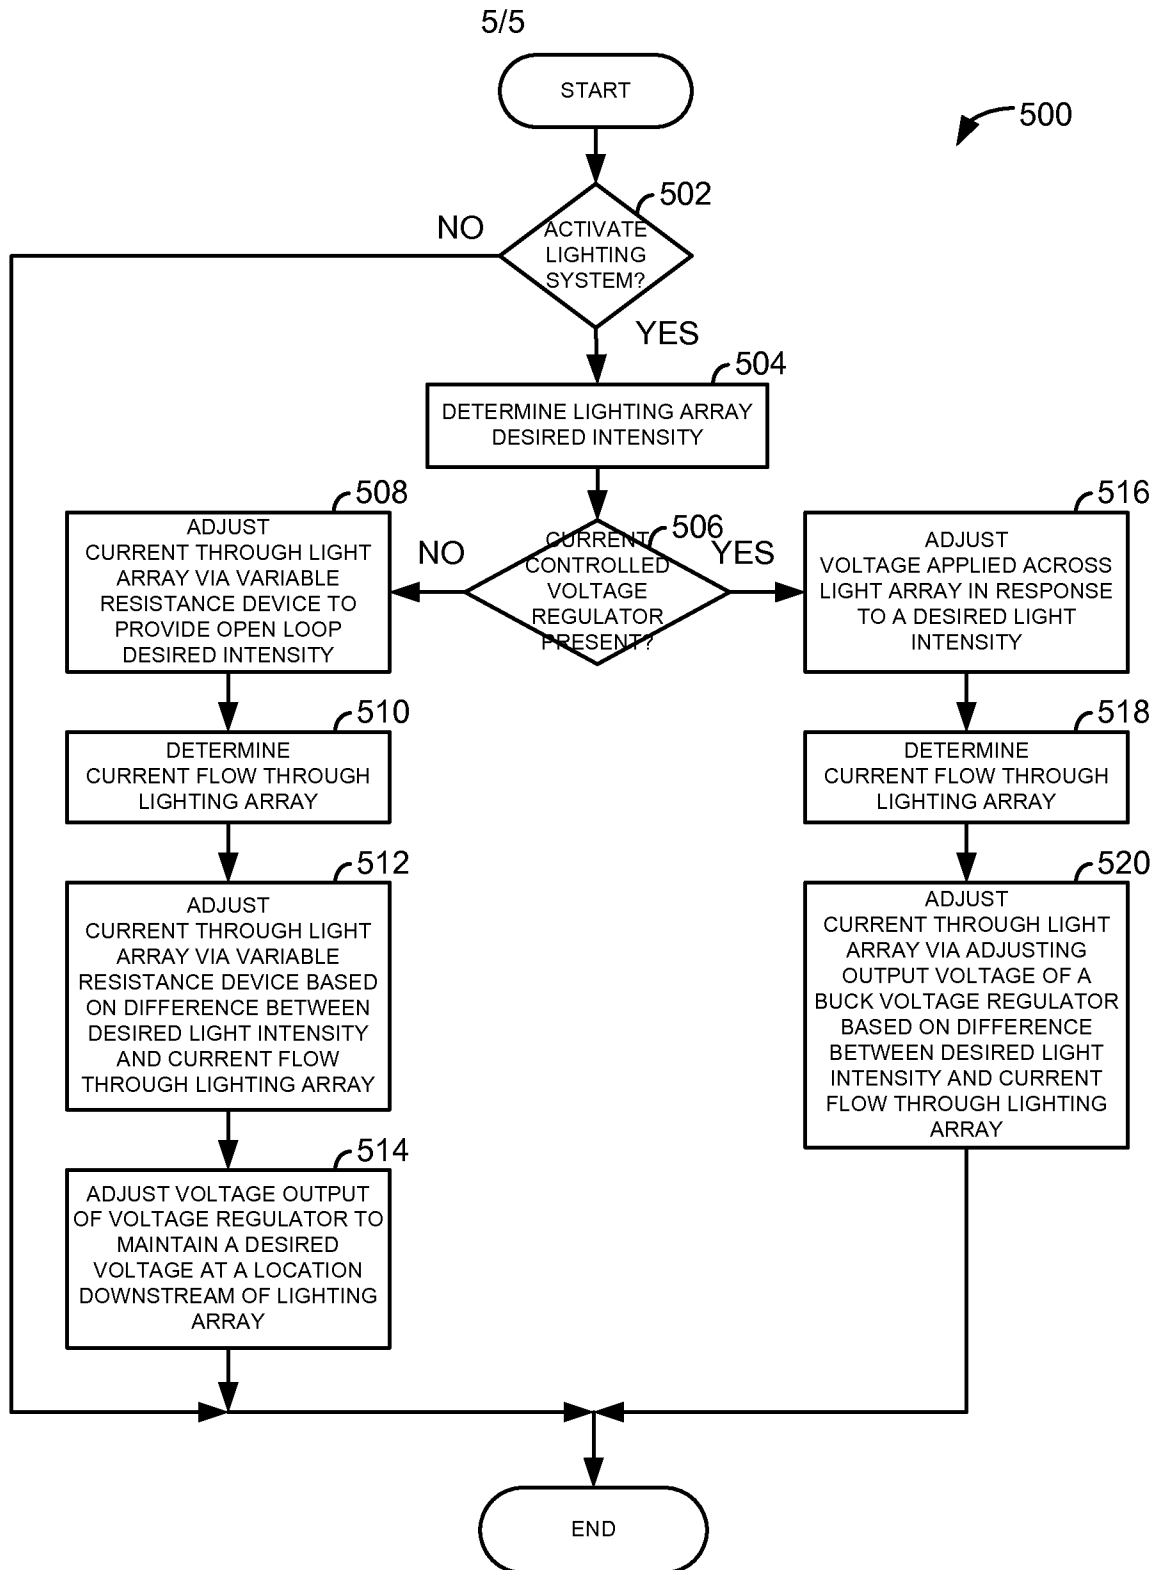 5/5
START
500
502
NO
ACTIVATE
LIGHTING
SYSTEM?
YES
504
DETERMINE LIGHTING ARRAY
DESIRED INTENSITY
506
CURRENT
CONTROLLED
VOLTAGE
REGULATOR
PRESENT?
NO
YES
508
ADJUST
CURRENT THROUGH LIGHT
ARRAY VIA VARIABLE
RESISTANCE DEVICE TO
PROVIDE OPEN LOOP
DESIRED INTENSITY
510
DETERMINE
CURRENT FLOW THROUGH
LIGHTING ARRAY
512
ADJUST
CURRENT THROUGH LIGHT
ARRAY VIA VARIABLE
RESISTANCE DEVICE BASED
ON DIFFERENCE BETWEEN
DESIRED LIGHT INTENSITY
AND CURRENT FLOW
THROUGH LIGHTING ARRAY
514
ADJUST VOLTAGE OUTPUT
OF VOLTAGE REGULATOR TO
MAINTAIN A DESIRED
VOLTAGE AT A LOCATION
DOWNSTREAM OF LIGHTING
ARRAY
516
ADJUST
VOLTAGE APPLIED ACROSS
LIGHT ARRAY IN RESPONSE
TO A DESIRED LIGHT
INTENSITY
518
DETERMINE
CURRENT FLOW THROUGH
LIGHTING ARRAY
520
ADJUST
CURRENT THROUGH LIGHT
ARRAY VIA ADJUSTING
OUTPUT VOLTAGE OF A
BUCK VOLTAGE REGULATOR
BASED ON DIFFERENCE
BETWEEN DESIRED LIGHT
INTENSITY AND CURRENT
FLOW THROUGH LIGHTING
ARRAY
END